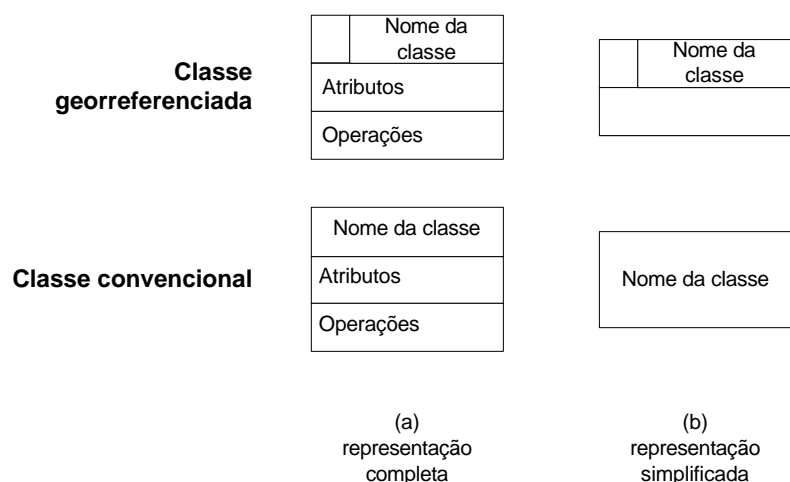 Classe
georreferenciada
Nome da
classe
Atributos
Operações
Nome da
classe
Classe convencional
Nome da classe
Atributos
Operações
Nome da classe
(a)
representação
completa
(b)
representação
simplificada